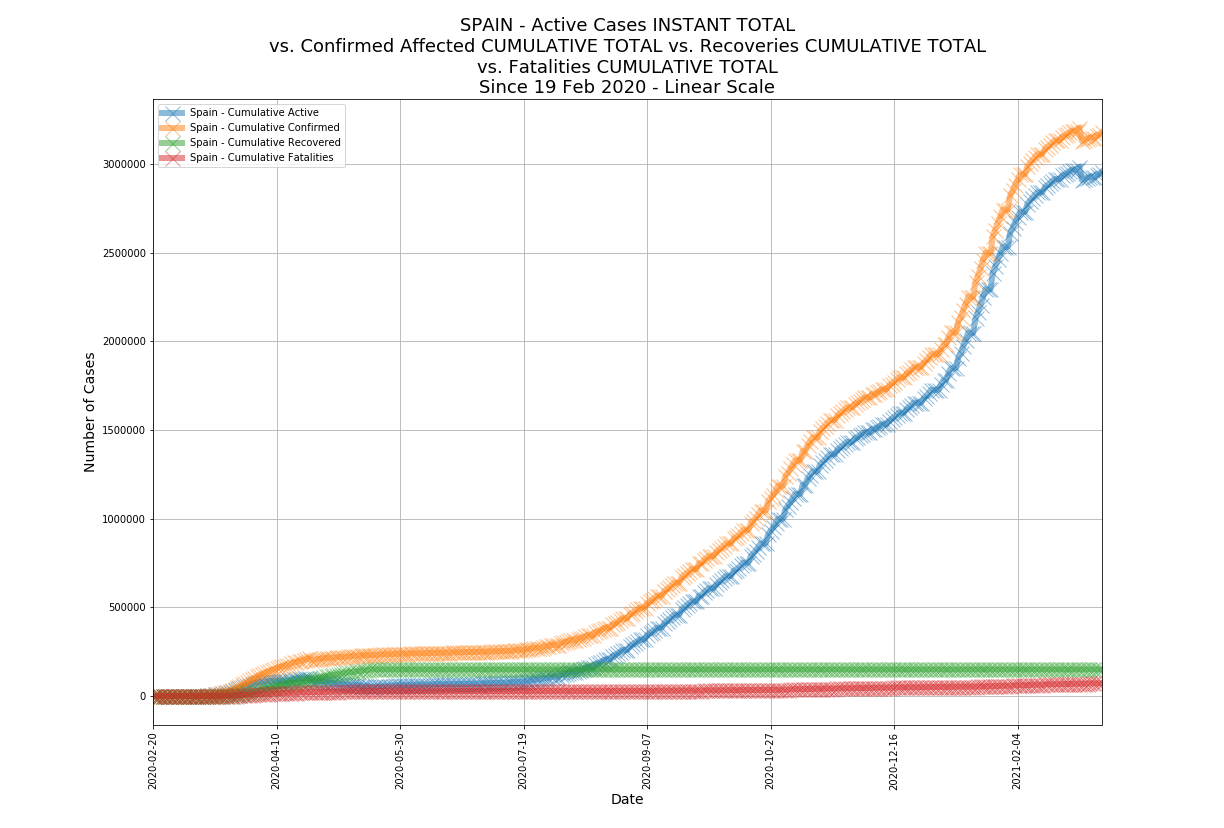 SPAIN - Active Cases INSTANT TOTAL
vs. Confirmed Affected CUMULATIVE TOTAL vs. Recoveries CUMULATIVE TOTAL
vs. Fatalities CUMULATIVE TOTAL
Since 19 Feb 2020 - Linear Scale
Spain - Cumulative Active
Spain - Cumulative Confirmed
Spain - Cumulative Recovered
Spain - Cumulative Fatalities
Number of Cases
3000000
2500000
2000000
1500000
1000000
500000
0
2020-02-20
2020-04-10
2020-05-30
2020-07-19
2020-09-07
2020-10-27
2020-12-16
2021-02-04
Date